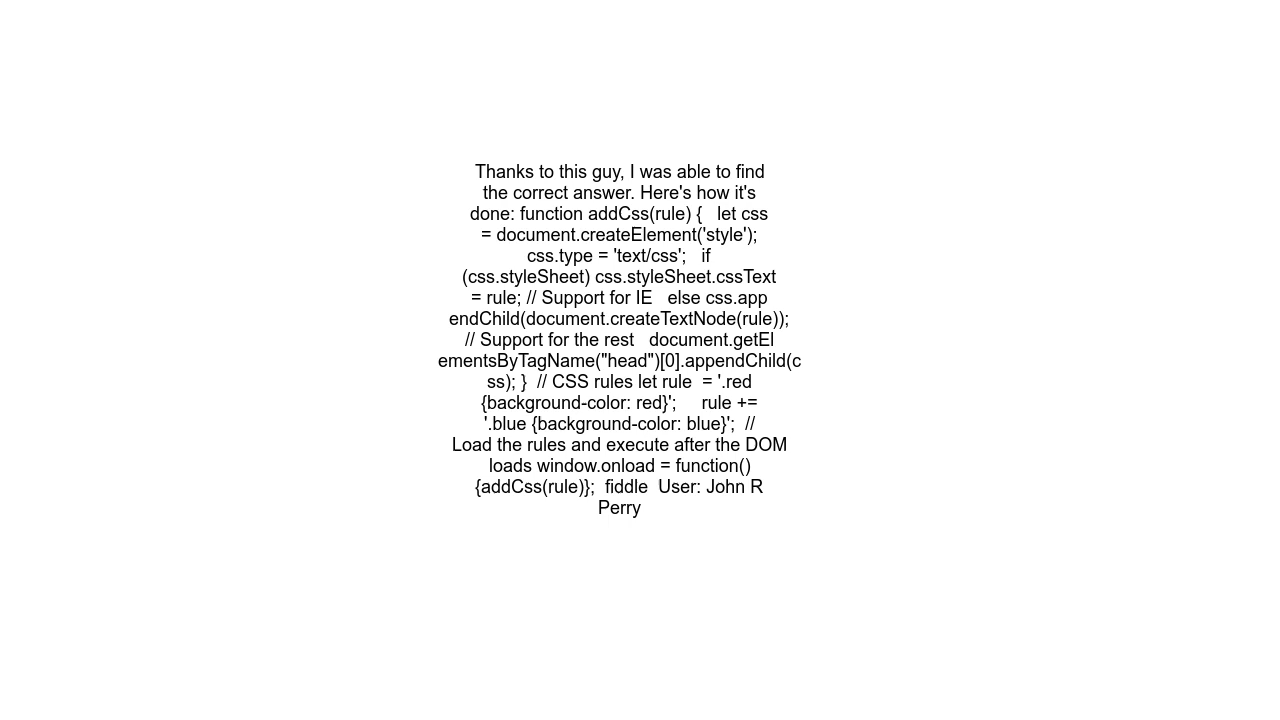 Thanks to this guy, I was able to find
the correct answer. Here's how it's
done: function addCss(rule) {   let css
= document.createElement('style');
css.type = 'text/css';   if
(css.styleSheet) css.styleSheet.cssText
= rule; // Support for IE   else css.app
endChild(document.createTextNode(rule));
// Support for the rest   document.getEl
ementsByTagName("head")[0].appendChild(c
ss); }  // CSS rules let rule  = '.red
{background-color: red}';     rule +=
'.blue {background-color: blue}';  //
Load the rules and execute after the DOM
loads window.onload = function()
{addCss(rule)};  fiddle  User: John R
Perry